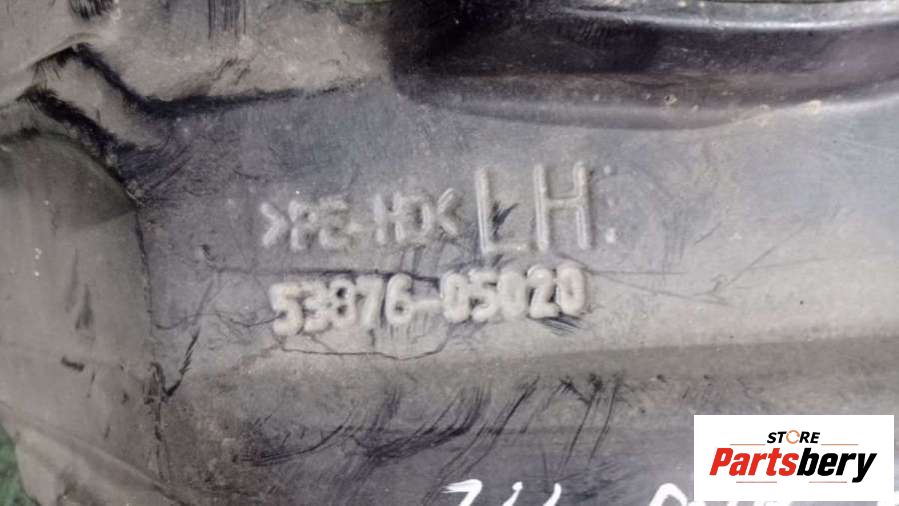 >PE-HD< LH
53876-05020
STORE
Partsbery